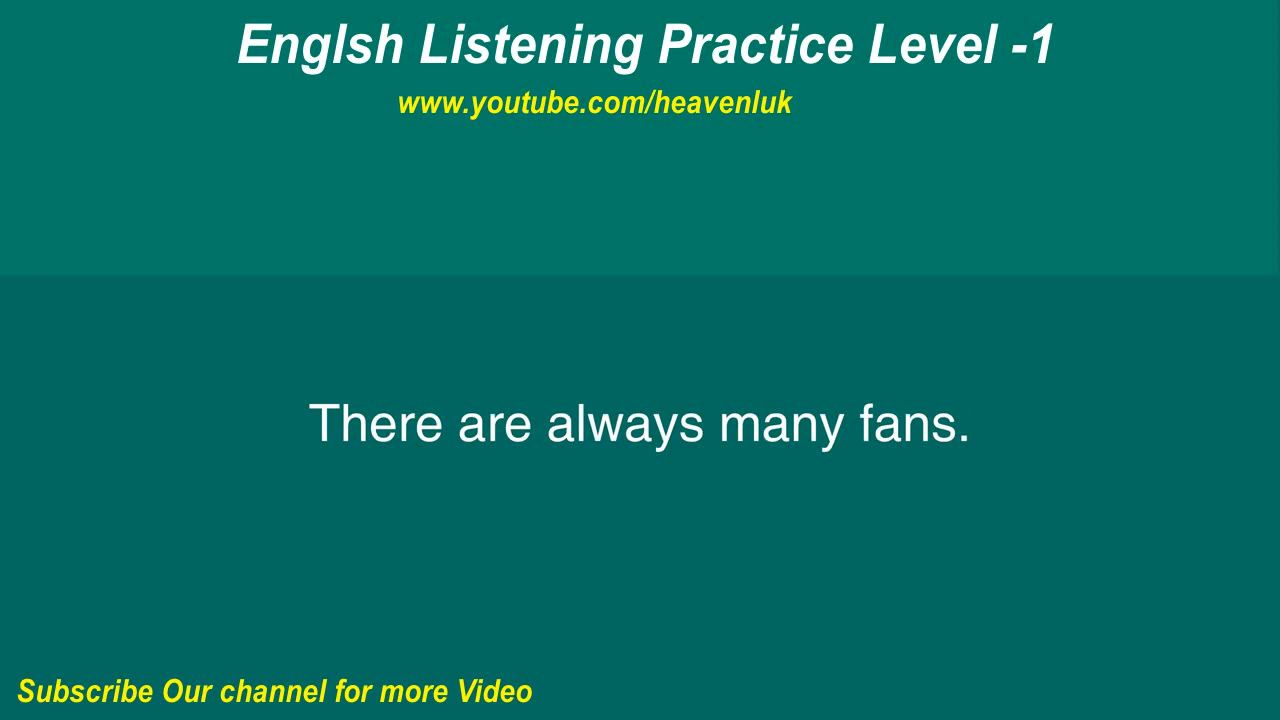 Englsh Listening Practice Level -1
www.youtube.com/heavenluk
There are always many fans.
Subscribe Our channel for more Video